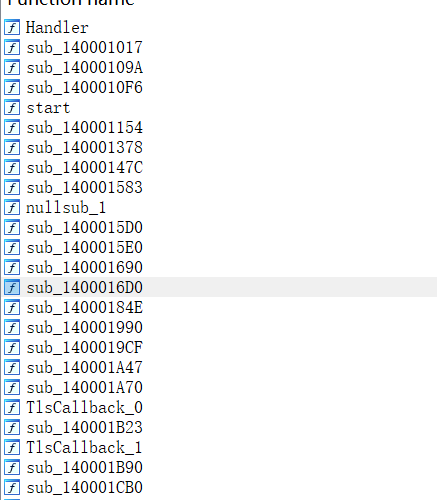 Function name
Handler
sub_140001017
sub_14000109A
sub_1400010F6
start
sub_140001154
sub_140001378
sub_14000147C
sub_140001583
nullsub_1
sub_1400015D0
sub_1400015E0
sub_140001690
sub_1400016D0
sub_14000184E
sub_140001990
sub_1400019CF
sub_140001A47
sub_140001A70
TlsCallback_0
sub_140001B23
TlsCallback_1
sub_140001B90
sub_140001CB0